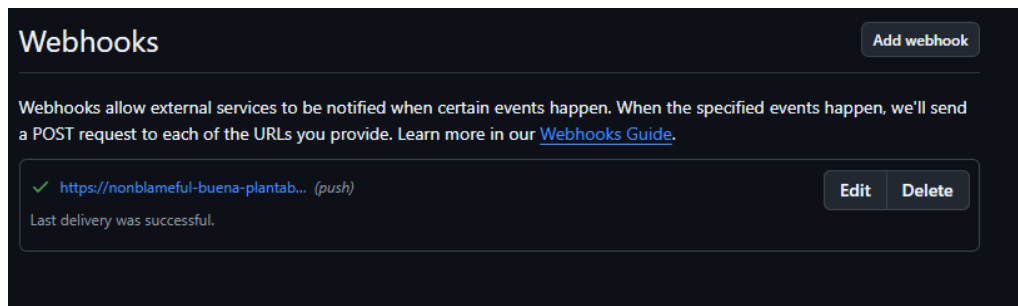 Webhooks
Add webhook
Webhooks allow external services to be notified when certain events happen. When the specified events happen, we'll send
a POST request to each of the URLs you provide. Learn more in our Webhooks Guide.
https://nonblameful-buena-plantab... (push)
Edit
Delete
Last delivery was successful.